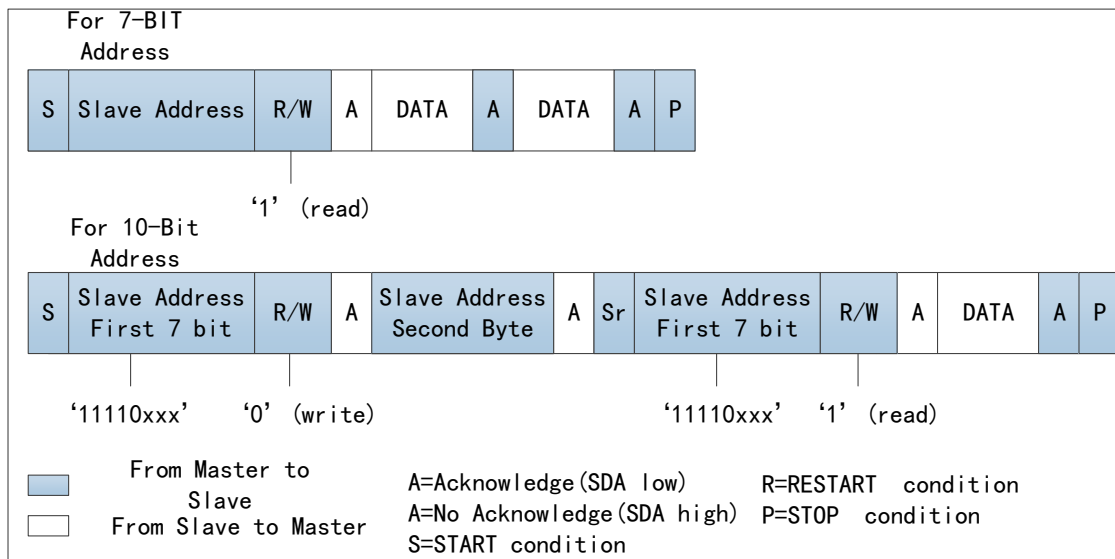 For 7-BIT
Address
S Slave Address R/W A DATA A DATA A P
‘1’ (read)
For 10-Bit
Address
S Slave Address First 7 bit R/W A Slave Address Second Byte A Sr Slave Address First 7 bit R/W A DATA A P
‘11110xxx’ ‘0’ (write) ‘11110xxx’ ‘1’ (read)
From Master to
Slave
From Slave to Master
A=Acknowledge(SDA low)
A=No Acknowledge(SDA high)
S=START condition
R=RESTART condition
P=STOP condition